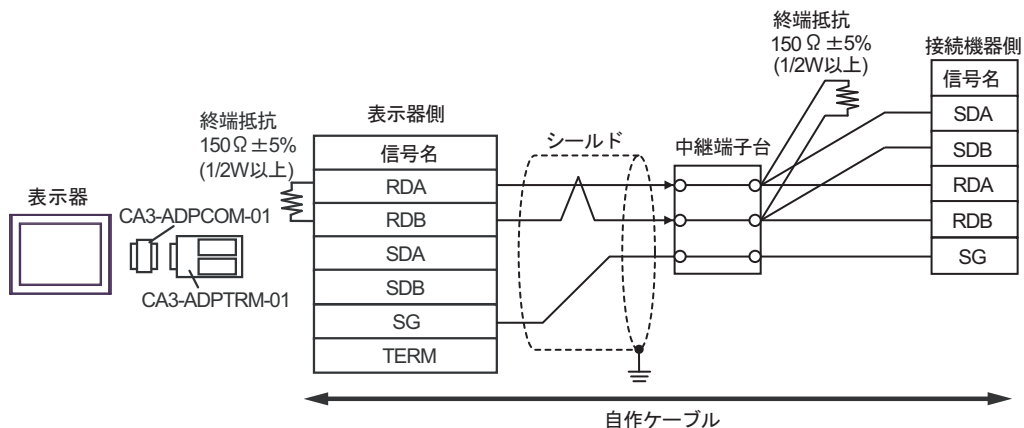 終端抵抗
150 Ω ±5%
(1/2W以上)
接続機器側
信号名
SDA
SDB
RDA
RDB
SG
中継端子台
シールド
表示器側
信号名
RDA
RDB
SDA
SDB
SG
TERM
終端抵抗
150Ω ±5%
(1/2W以上)
表示器
CA3-ADPCOM-01
CA3-ADPTRM-01
自作ケーブル